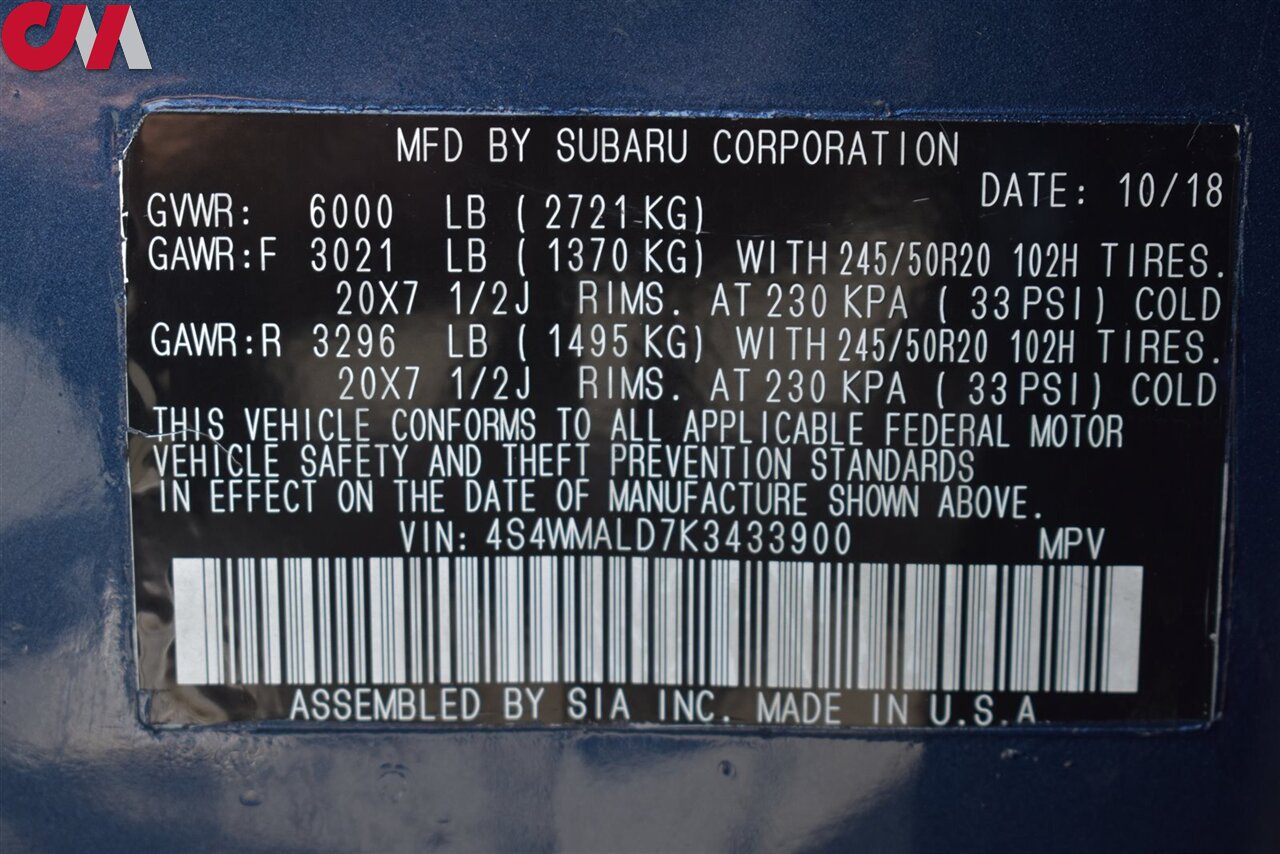 CM
MFD BY SUBARU CORPORATION
DATE: 10/18
GVWR: 6000 LB ( 2721 KG)
GAWR:F 3021 LB ( 1370 KG) WITH 245/50R20 102H TIRES.
20X7 1/2J RIMS. AT 230 KPA ( 33 PSI) COLD
GAWR:R 3296 LB ( 1495 KG) WITH 245/50R20 102H TIRES.
20X7 1/2J RIMS. AT 230 KPA ( 33 PSI) COLD
THIS VEHICLE CONFORMS TO ALL APPLICABLE FEDERAL MOTOR
VEHICLE SAFETY AND THEFT PREVENTION STANDARDS
IN EFFECT ON THE DATE OF MANUFACTURE SHOWN ABOVE.
VIN: 4S4WMALD7K3433900 MPV
ASSEMBLED BY SIA INC. MADE IN U.S.A